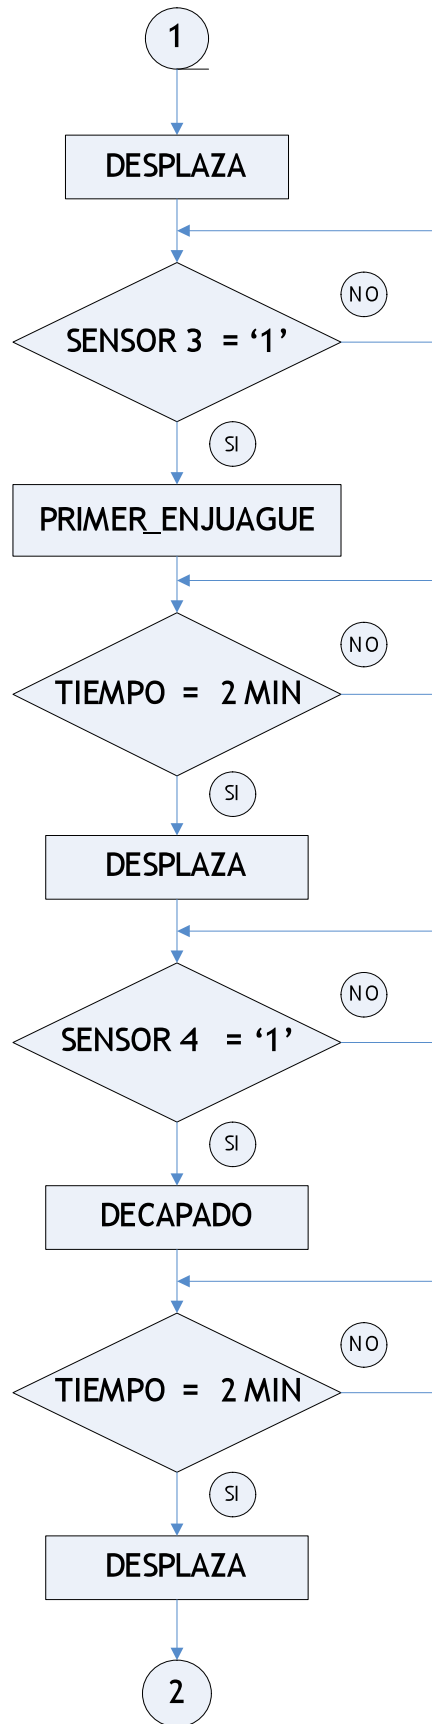 1
DESPLAZA
NO
SENSOR 3 = ‘1’
SI
PRIMER_ENJUAGUE
NO
TIEMPO = 2 MIN
SI
DESPLAZA
NO
SENSOR 4 = ‘1’
SI
DECAPADO
NO
TIEMPO = 2 MIN
SI
DESPLAZA
2